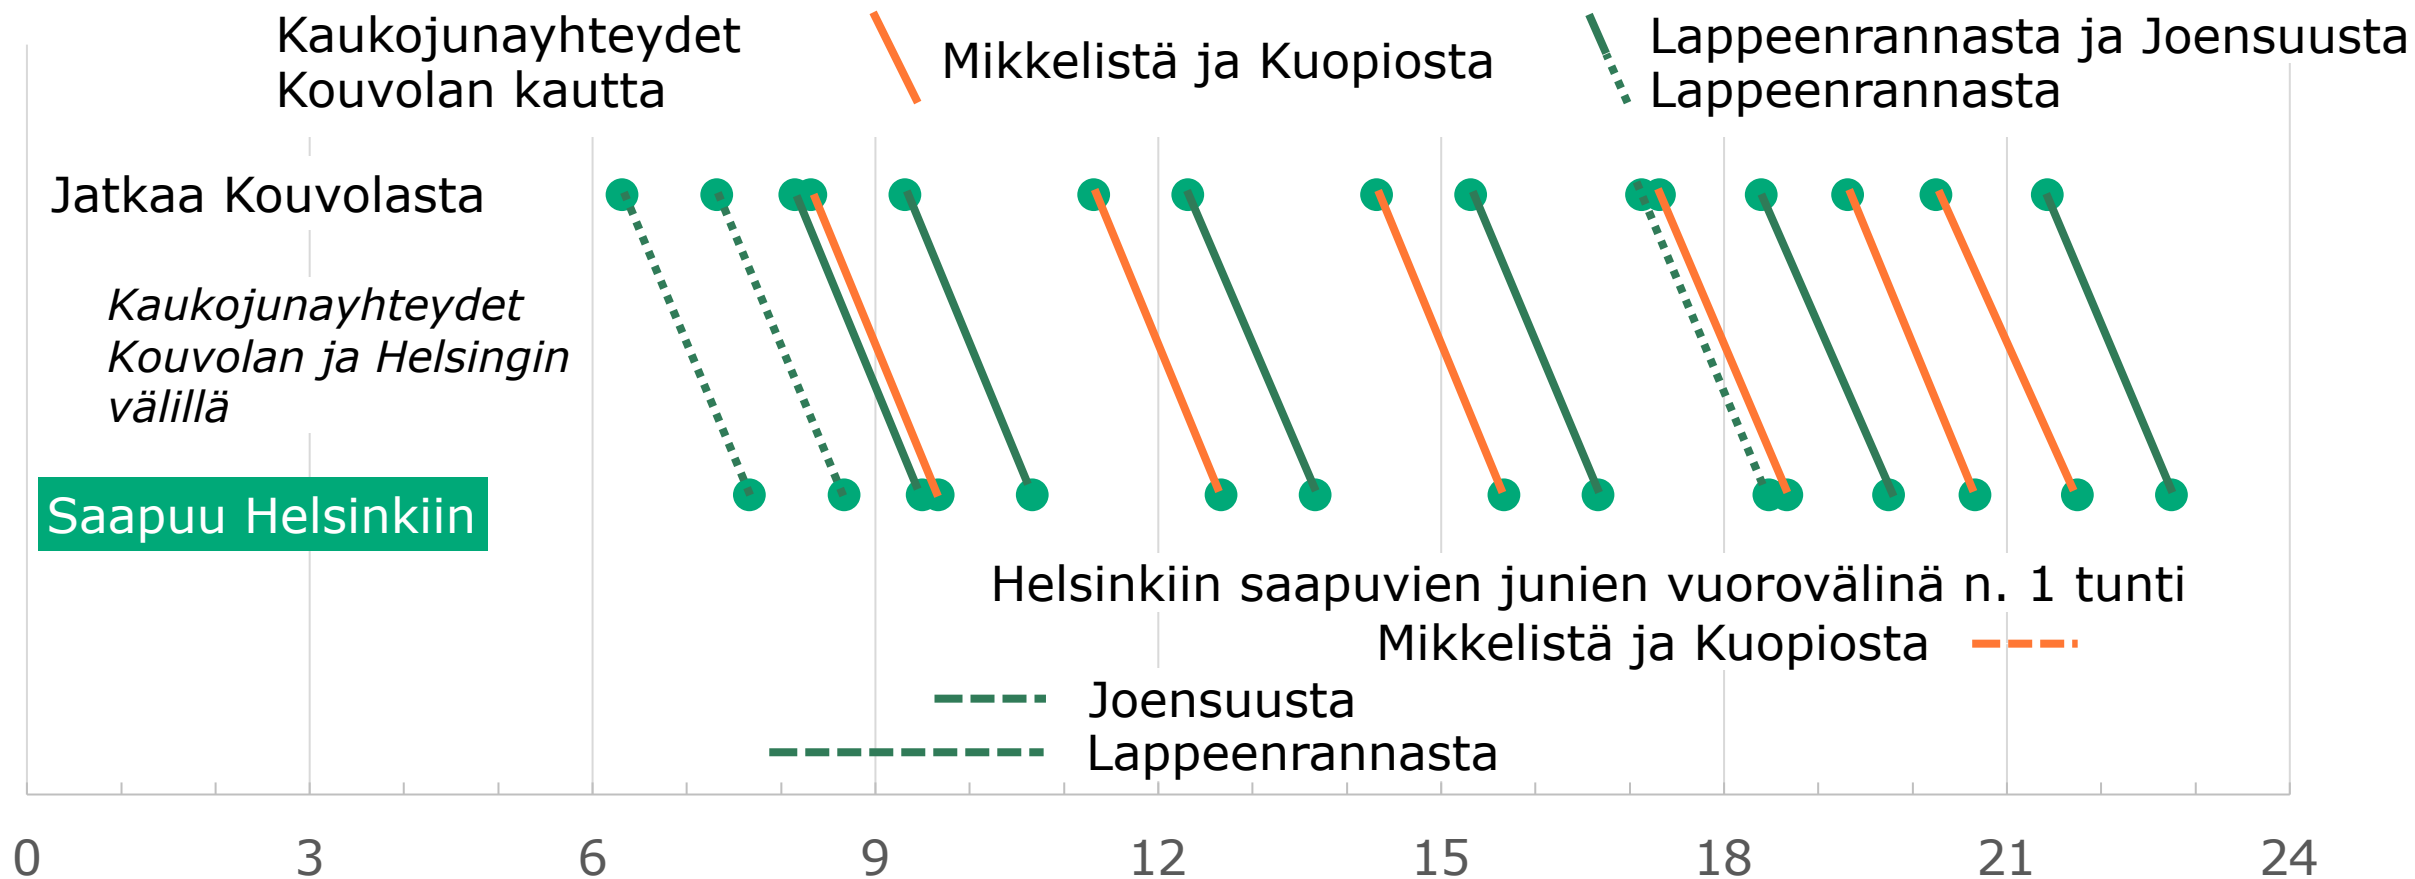 Kaukojunayhteydet
Kouvolan kautta
Mikkelistä ja Kuopiosta
Lappeenrannasta ja Joensuusta
Lappeenrannasta
Jatkaa Kouvolasta
Kaukojunayhteydet
Kouvolan ja Helsingin
välillä
Saapuu Helsinkiin
Helsinkiin saapuvien junien vuorovälinä n. 1 tunti
Mikkelistä ja Kuopiosta
Joensuusta
Lappeenrannasta
0 3 6 9 12 15 18 21 24